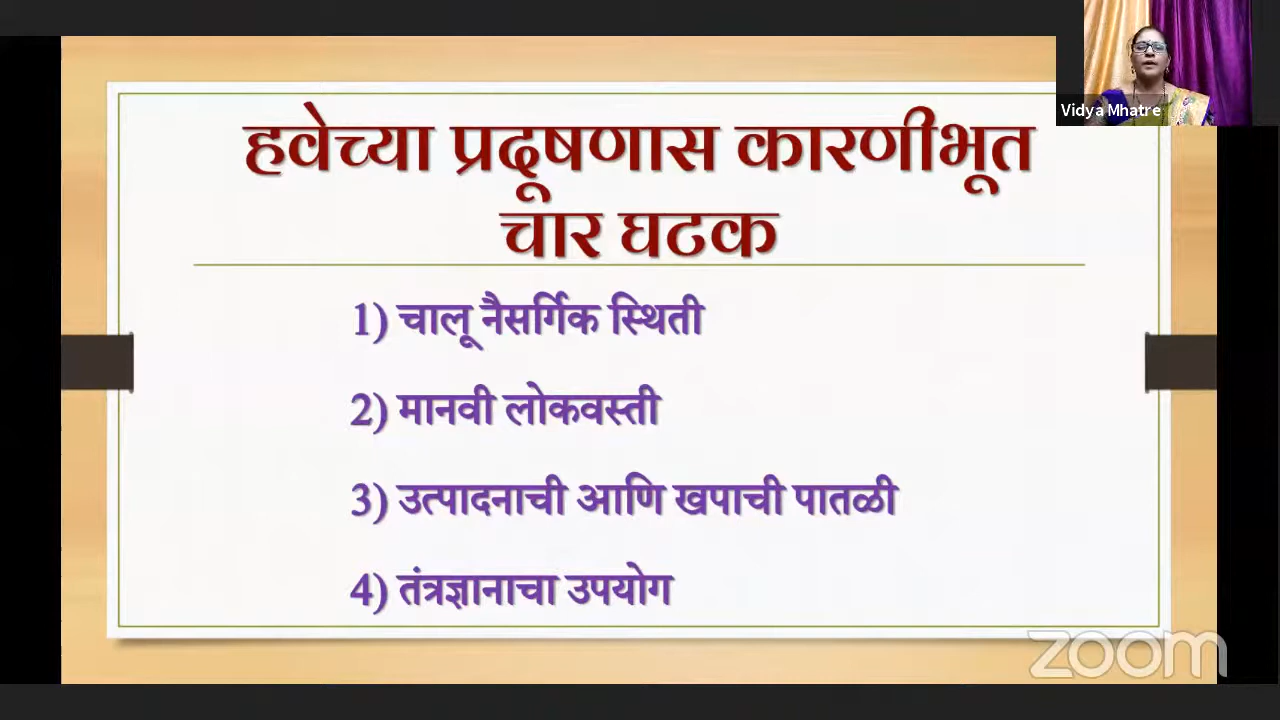 Vidya Mhatre
हवेच्या प्रदूषणास कारणीभूत
चार घटक
1) चालू नैसर्गिक स्थिती
2) मानवी लोकवस्ती
3) उत्पादनाची आणि खपाची पातळी
4) तंत्रज्ञानाचा उपयोग
zoom